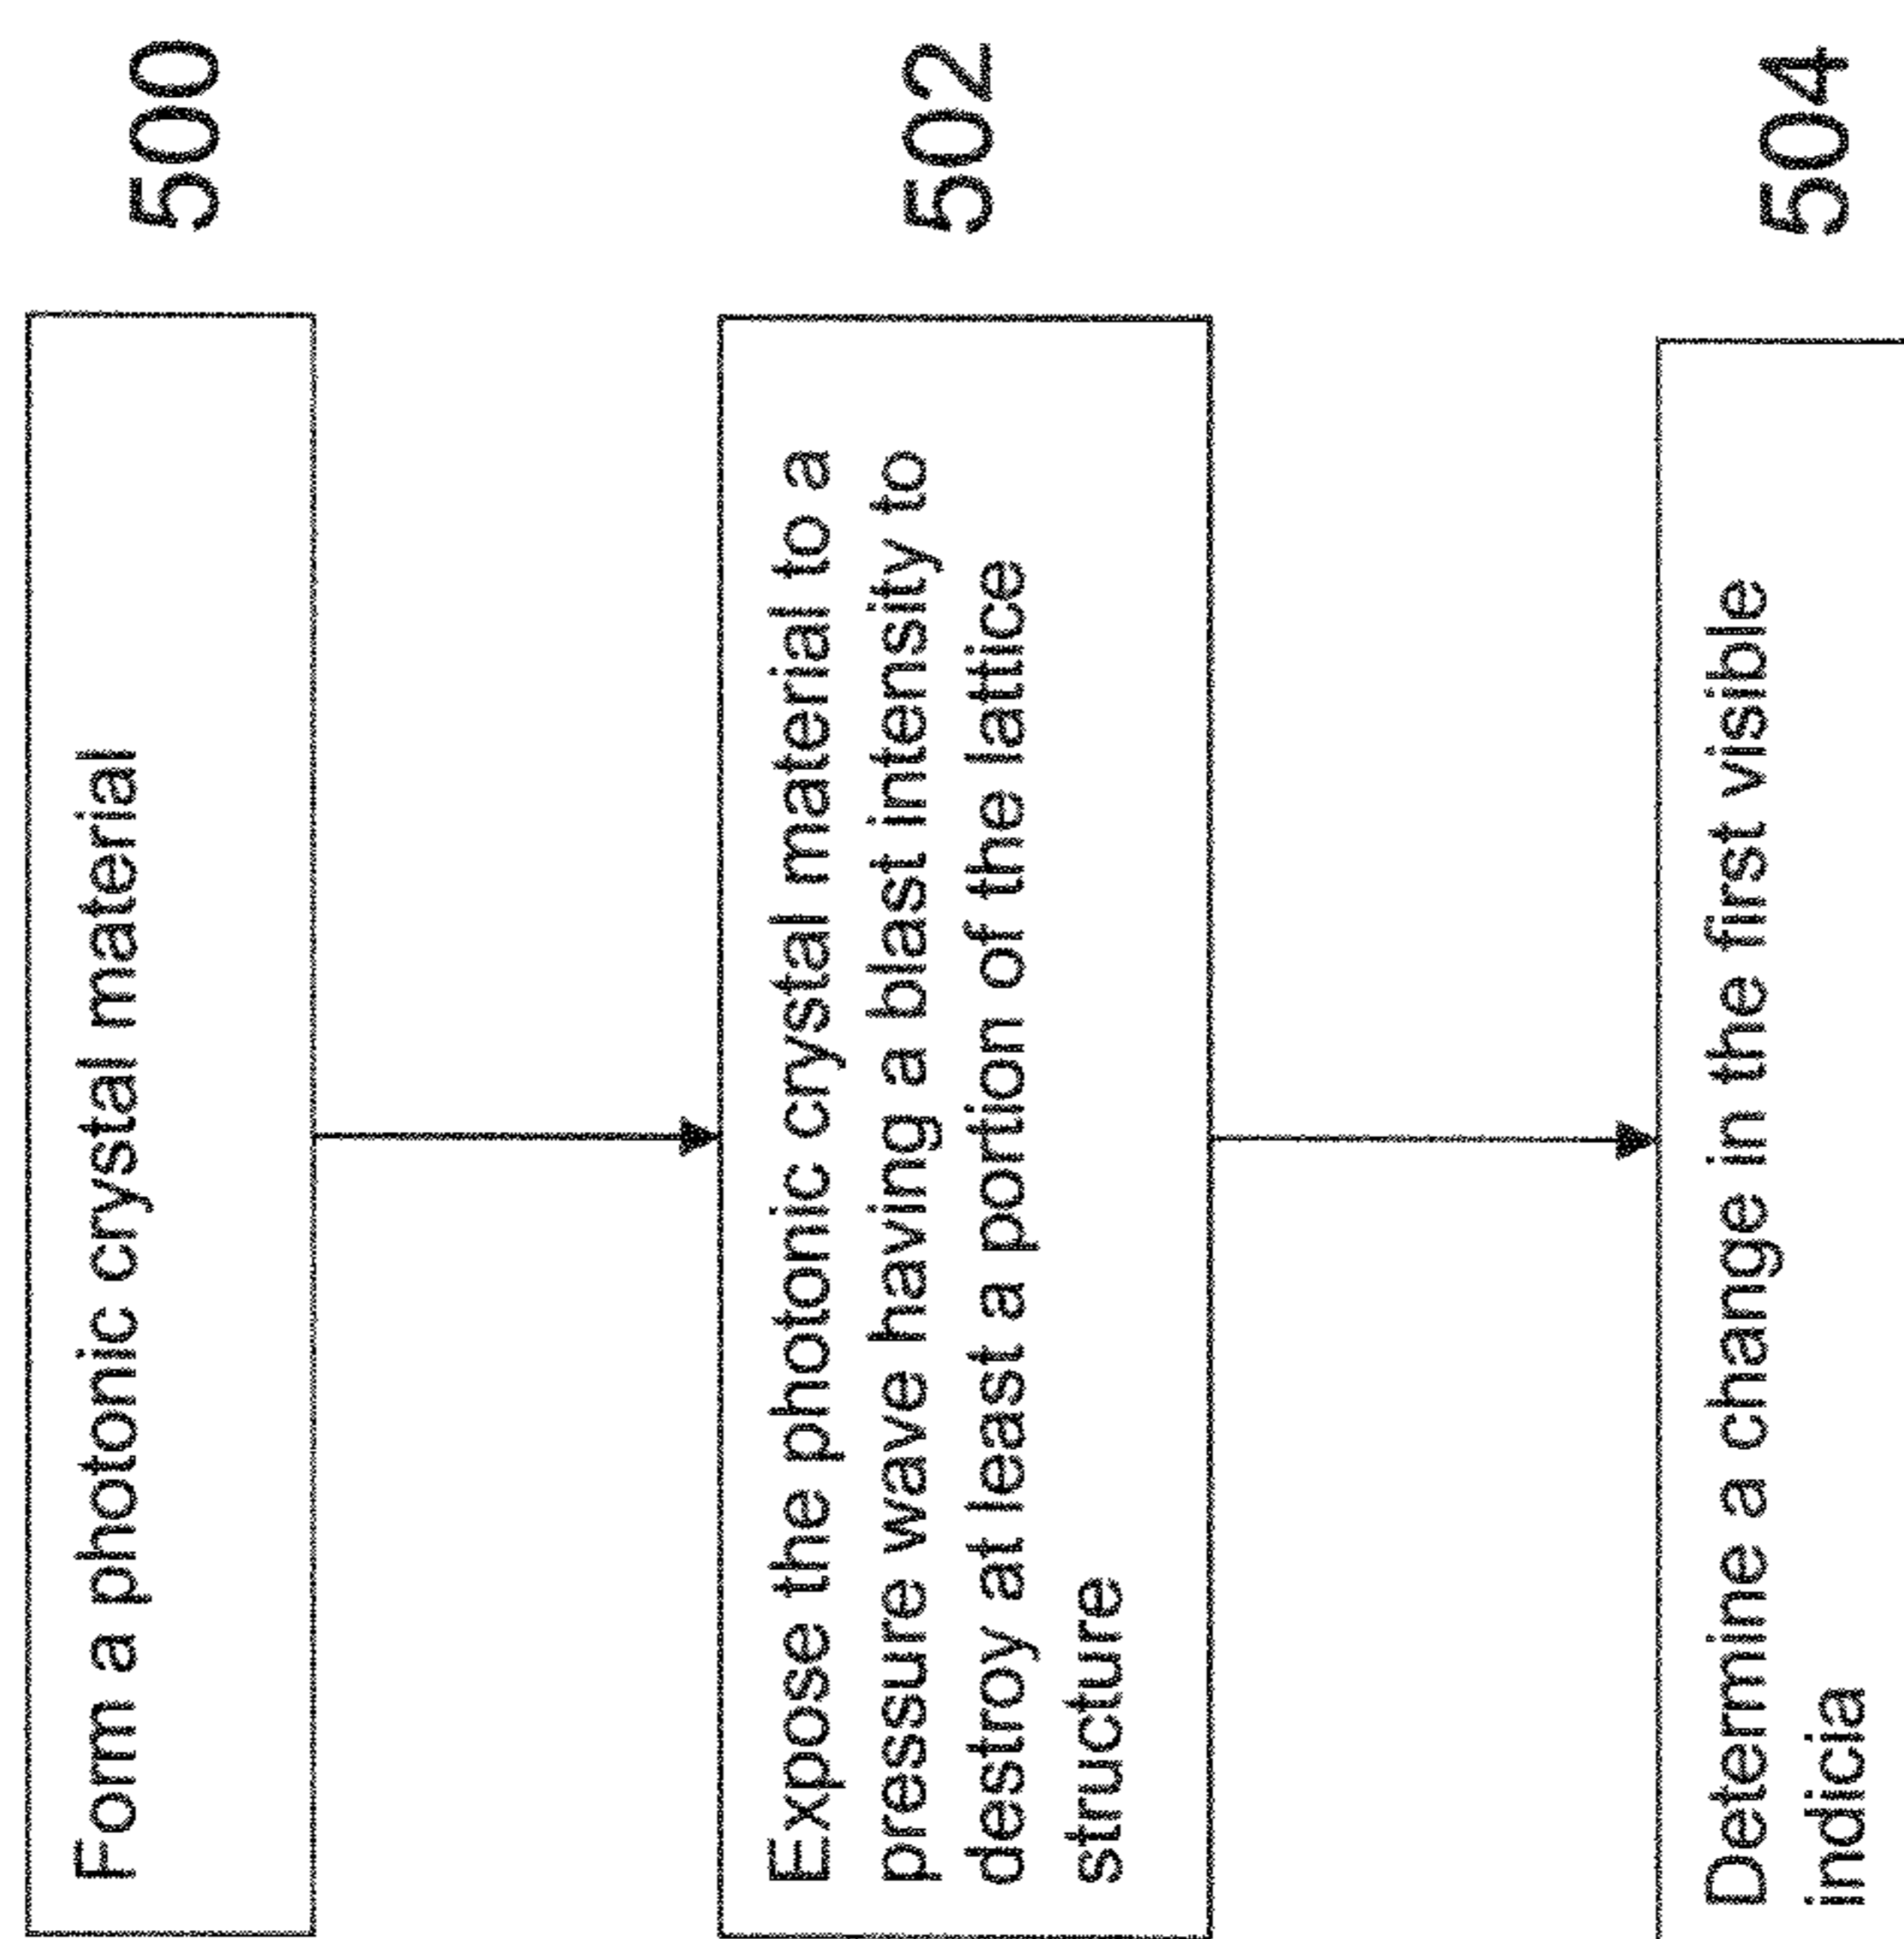 Form a photonic crystal material
500
Expose the photonic crystal material to a
pressure wave having a blast intensity to
destroy at least a portion of the lattice
structure
502
Determine a change in the first visible
indicia
504